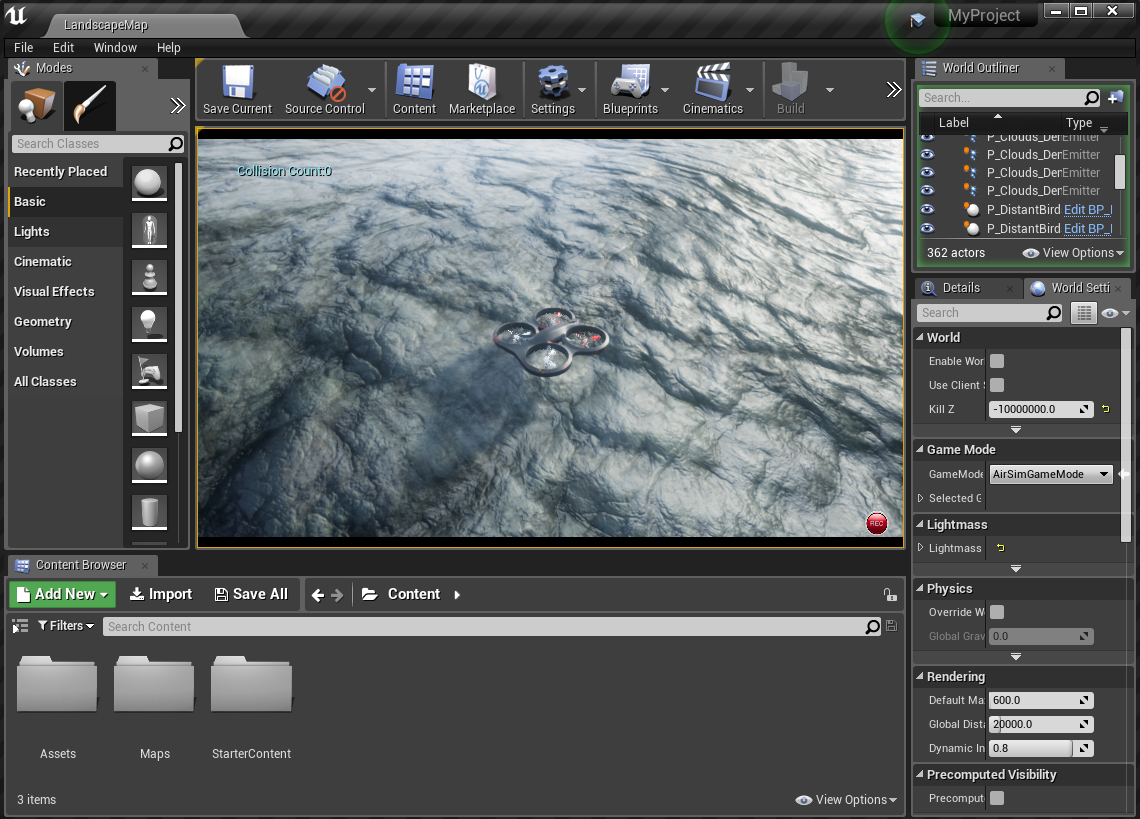 LandscapeMap
MyProject
File Edit Window Help
Modes
Search Classes
Recently Placed
Basic
Lights
Cinematic
Visual Effects
Geometry
Volumes
All Classes
Save Current
Source Control
Content
Marketplace
Settings
Blueprints
Cinematics
Build
Collision Count:0
REC
World Outliner
Search...
Label Type
P_Clouds_Der Emitter
P_Clouds_Der Emitter
P_Clouds_Der Emitter
P_Clouds_Der Emitter
P_DistantBird Edit BP_
P_DistantBird Edit BP_
362 actors View Options
Details World Setti
Search
World
Enable Wor
Use Client
Kill Z -10000000.0
Game Mode
GameMode AirSimGameMode
Selected G
Lightmass
Lightmass
Physics
Override W
Global Grav 0.0
Rendering
Default Ma 600.0
Global Dista 20000.0
Dynamic In 0.8
Precomputed Visibility
Precomput
Content Browser
Add New Import Save All Content
Filters Search Content
Assets Maps StarterContent
3 items View Options